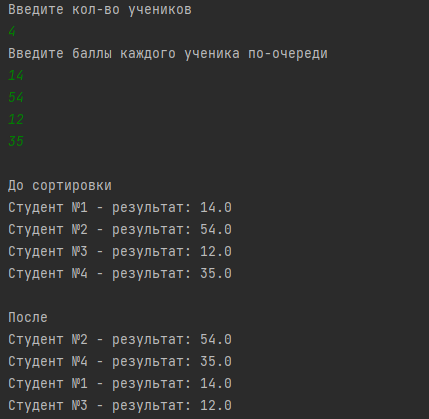 Введите кол-во учеников
4
Введите баллы каждого ученика по-очереди
14
54
12
35
До сортировки
Студент №1 - результат: 14.0
Студент №2 - результат: 54.0
Студент №3 - результат: 12.0
Студент №4 - результат: 35.0
После
Студент №2 - результат: 54.0
Студент №4 - результат: 35.0
Студент №1 - результат: 14.0
Студент №3 - результат: 12.0